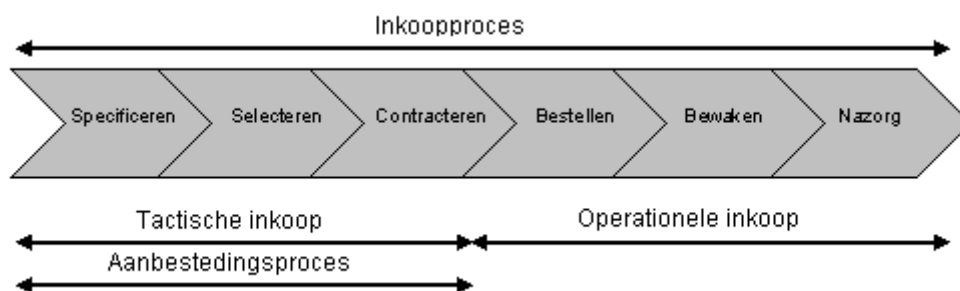 Inkoopproces
Specificeren Selecteren Contracteren Bestellen Bewaken Nazorg
Tactische inkoop Operationele inkoop
Aanbestedingsproces